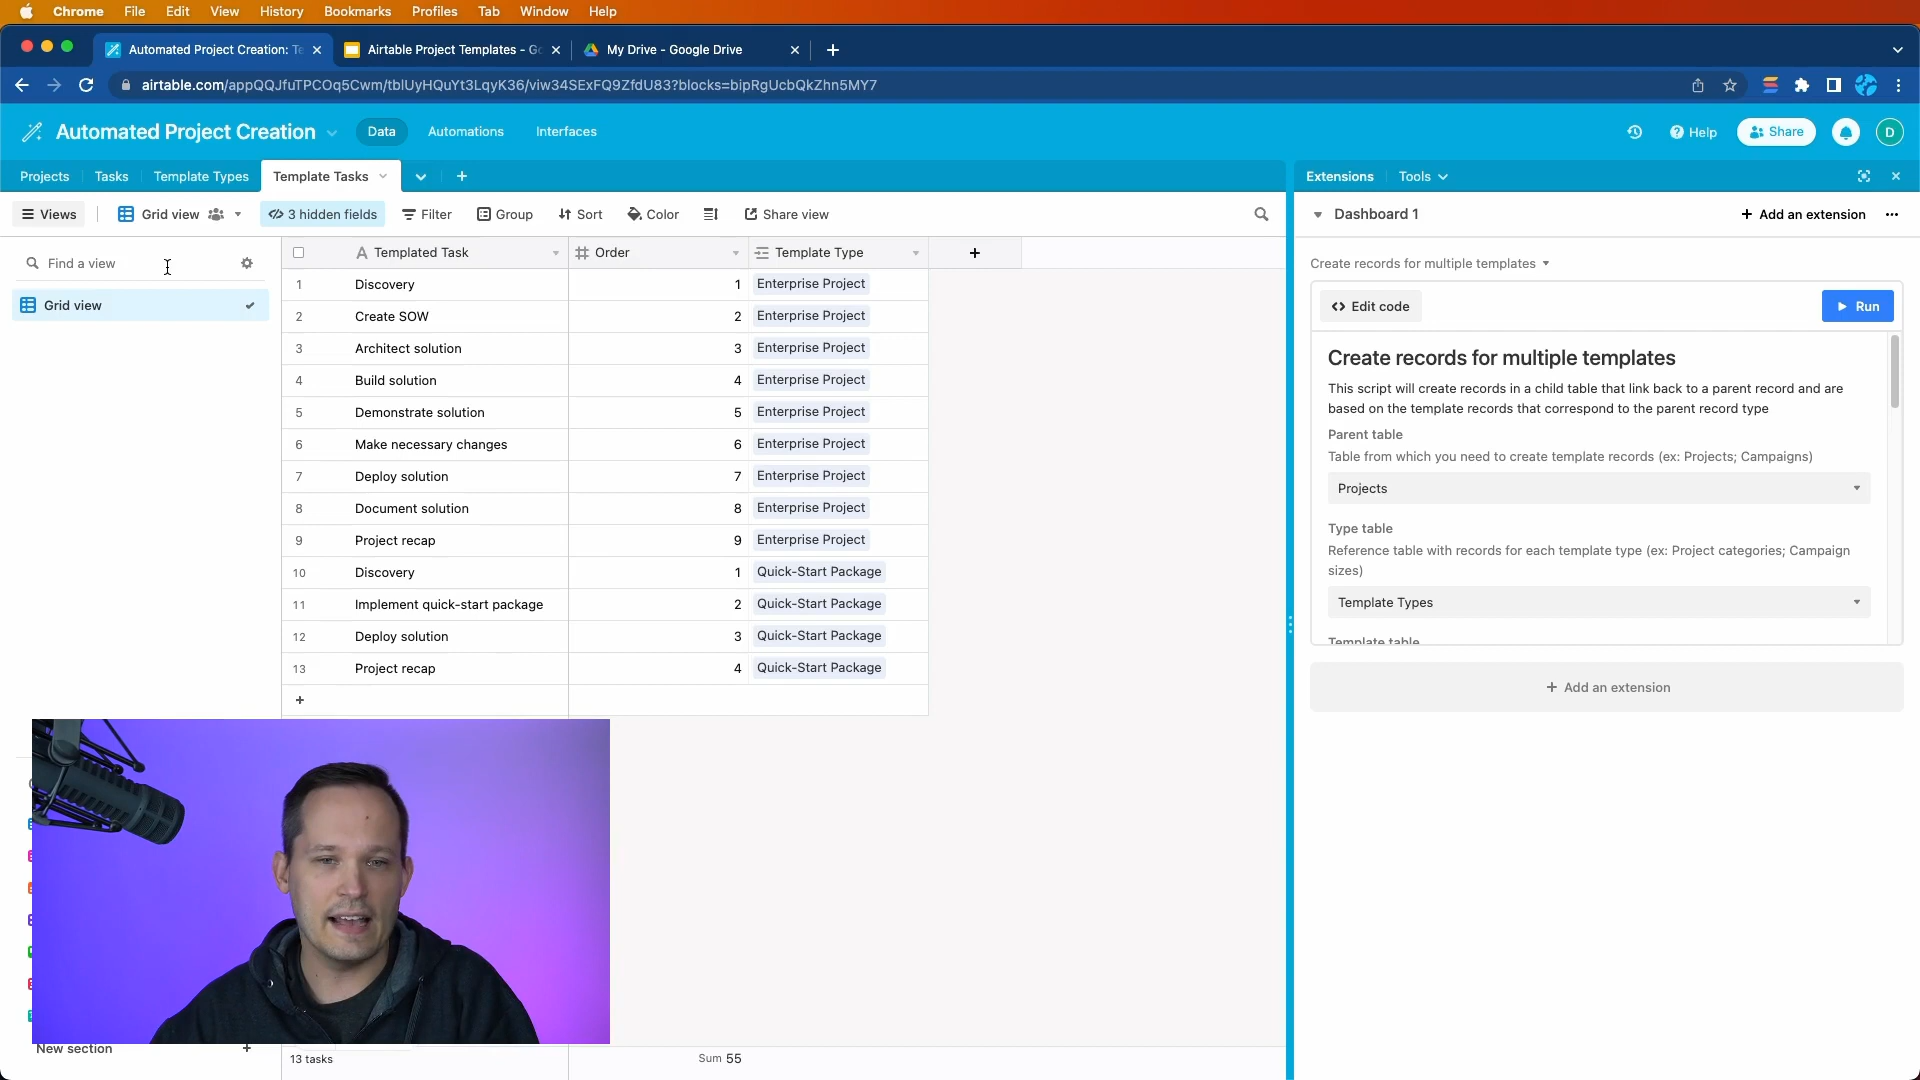 Chrome File Edit View History Bookmarks Profiles Tab Window Help
Automated Project Creation: Te
Airtable Project Templates - Go
My Drive - Google Drive
airtable.com/appQQJfuTPCOq5Cwm/tblUyHQuYt3LqyK36/viw34SExFQ9ZfdU83?blocks=bipRgUcbQkZhn5MY7
Automated Project Creation
Data Automations Interfaces
Help Share D
Projects Tasks Template Types Template Tasks
Extensions Tools
Views Grid view 3 hidden fields Filter Group Sort Color Share view
Dashboard 1 + Add an extension
Find a view
Grid view
Templated Task Order Template Type
1 Discovery 1 Enterprise Project
2 Create SOW 2 Enterprise Project
3 Architect solution 3 Enterprise Project
4 Build solution 4 Enterprise Project
5 Demonstrate solution 5 Enterprise Project
6 Make necessary changes 6 Enterprise Project
7 Deploy solution 7 Enterprise Project
8 Document solution 8 Enterprise Project
9 Project recap 9 Enterprise Project
10 Discovery 1 Quick-Start Package
11 Implement quick-start package 2 Quick-Start Package
12 Deploy solution 3 Quick-Start Package
13 Project recap 4 Quick-Start Package
+
New section +
13 tasks Sum 55
Create records for multiple templates
Edit code Run
Create records for multiple templates
This script will create records in a child table that link back to a parent record and are
based on the template records that correspond to the parent record type
Parent table
Table from which you need to create template records (ex: Projects; Campaigns)
Projects
Type table
Reference table with records for each template type (ex: Project categories; Campaign
sizes)
Template Types
Template table
+ Add an extension